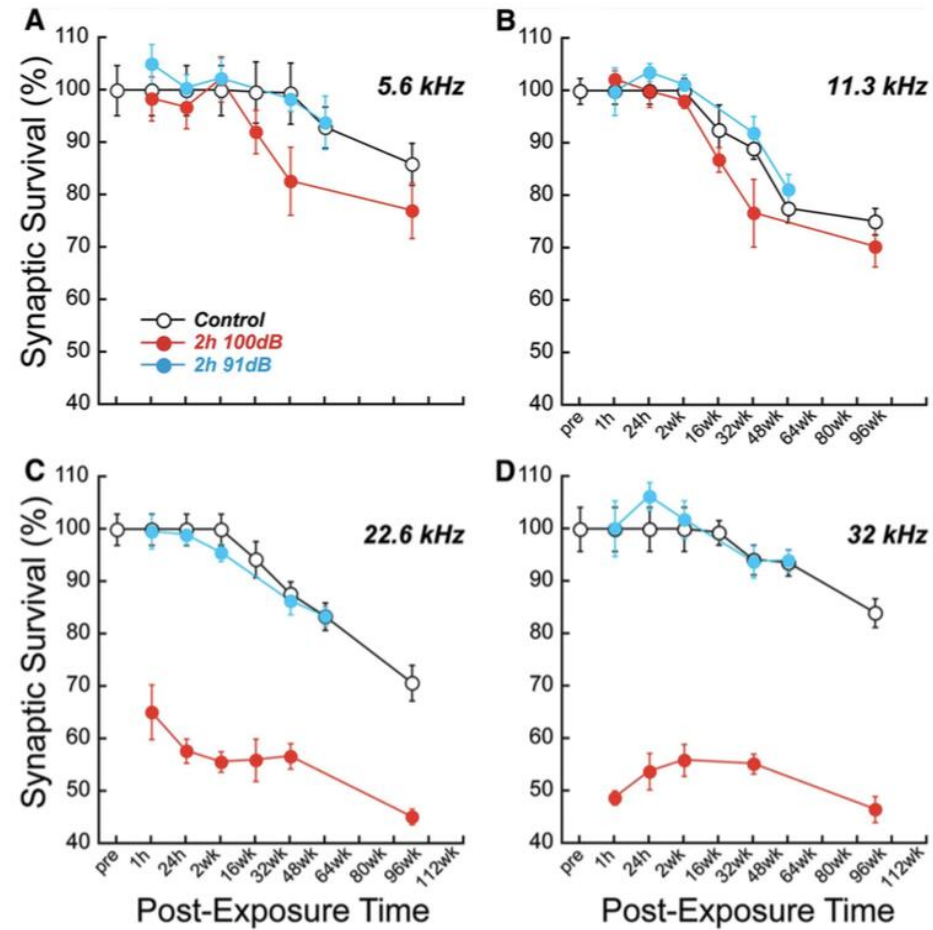 A
Synaptic Survival (%)
110
100
90
80
70
60
50
40
5.6 kHz
Control
2h 100dB
2h 91dB
B
110
100
90
80
70
60
50
40
11.3 kHz
pre
1h
24h
2wk
16wk
32wk
48wk
64wk
80wk
96wk
C
Synaptic Survival (%)
110
100
90
80
70
60
50
40
22.6 kHz
pre
1h
24h
2wk
16wk
32wk
48wk
64wk
80wk
96wk
112wk
Post-Exposure Time
D
110
100
90
80
70
60
50
40
32 kHz
pre
1h
24h
2wk
16wk
32wk
48wk
64wk
80wk
96wk
112wk
Post-Exposure Time